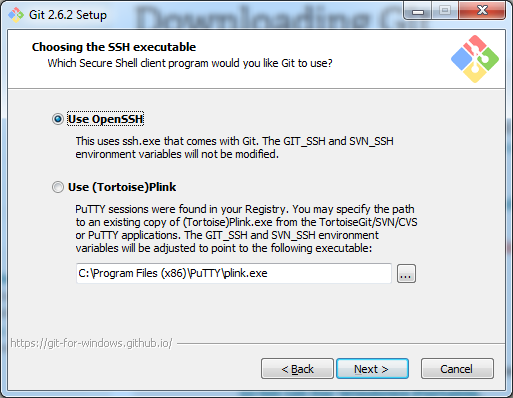 Git 2.6.2 Setup
Downloading Git
Choosing the SSH executable
Which Secure Shell client program would you like Git to use?
Use OpenSSH
This uses ssh.exe that comes with Git. The GIT_SSH and SVN_SSH
environment variables will not be modified.
Use (Tortoise)Plink
PuTTY sessions were found in your Registry. You may specify the path
to an existing copy of (Tortoise)Plink.exe from the TortoiseGit/SVN/CVS
or PuTTY applications. The GIT_SSH and SVN_SSH environment
variables will be adjusted to point to the following executable:
C:\Program Files (x86)\PuTTY\plink.exe
...
https://git-for-windows.github.io/
< Back
Next >
Cancel